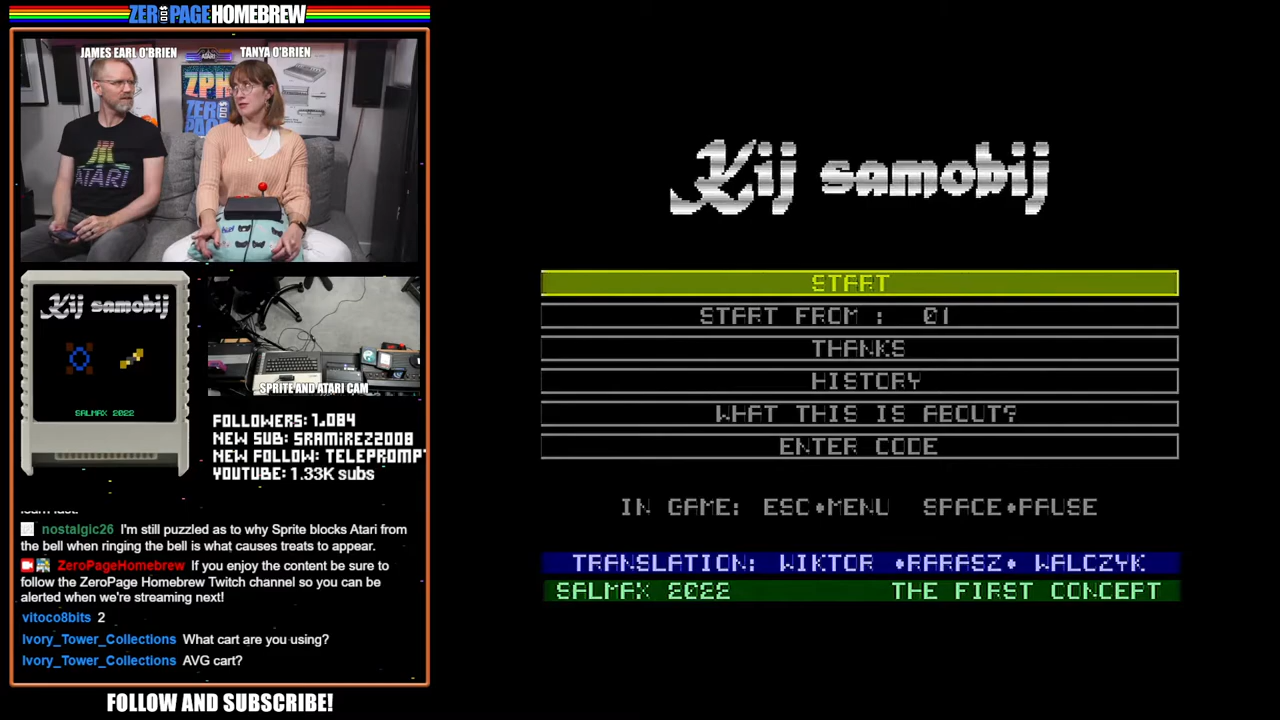 ZEROPAGE HOMEBREW
JAMES EARL O'BRIEN
TANYA O'BRIEN
ATARI
ZPH
ZERO
PAGE
ATARI
Kij samobij
SALMAX 2022
SPRITE AND ATARI CAM
FOLLOWERS: 1,084
NEW SUB: SRAMIREZ2008
NEW FOLLOW: TELEPROMPT
YOUTUBE: 1.33K subs
nostalgic26 I'm still puzzled as to why Sprite blocks Atari from
the bell when ringing the bell is what causes treats to appear.
ZeroPageHomebrew If you enjoy the content be sure to
follow the ZeroPage Homebrew Twitch channel so you can be
alerted when we're streaming next!
vitoco8bits 2
Ivory_Tower_Collections What cart are you using?
Ivory_Tower_Collections AVG cart?
FOLLOW AND SUBSCRIBE!
Kij samobij
START
START FROM : 01
THANKS
HISTORY
WHAT THIS IS ABOUT?
ENTER CODE
IN GAME: ESC•MENU SPACE•PAUSE
TRANSLATION: WIKTOR •RARASZ• WALCZYK
SALMAX 2022 THE FIRST CONCEPT